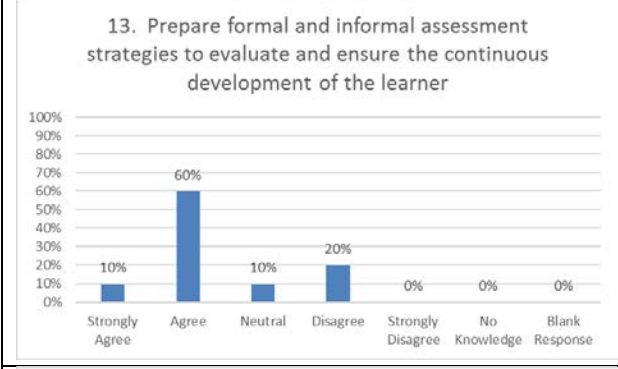 13. Prepare formal and informal assessment
strategies to evaluate and ensure the continuous
development of the learner
100%
90%
80%
70%
60%
50%
40%
30%
20%
10%
0%
10%
60%
10%
20%
0%
0%
0%
Strongly Agree
Agree
Neutral
Disagree
Strongly Disagree
No Knowledge
Blank Response